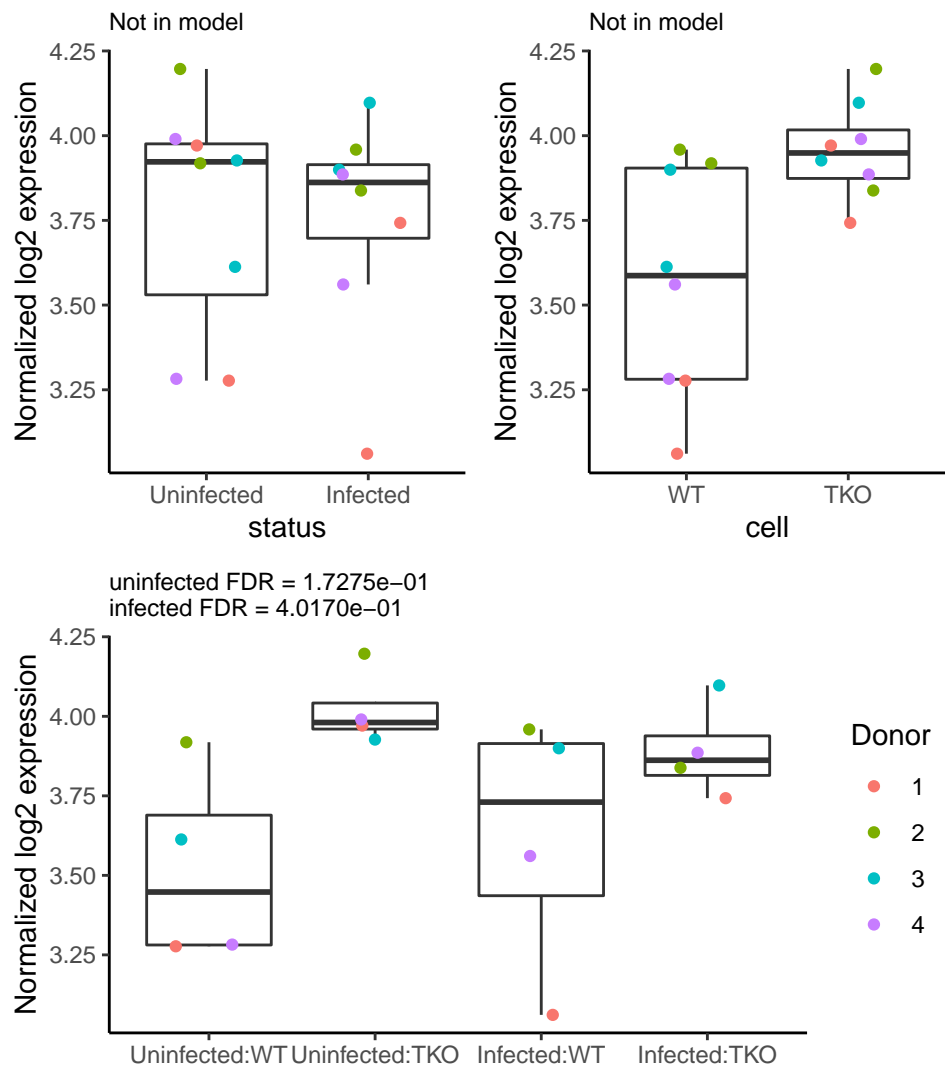 Not in model
Normalized log2 expression
4.25
4.00
3.75
3.50
3.25
Uninfected
Infected
status
Not in model
Normalized log2 expression
4.25
4.00
3.75
3.50
3.25
WT
TKO
cell
uninfected FDR = 1.7275e−01
infected FDR = 4.0170e−01
Normalized log2 expression
4.25
4.00
3.75
3.50
3.25
Uninfected:WT
Uninfected:TKO
Infected:WT
Infected:TKO
Donor
1
2
3
4